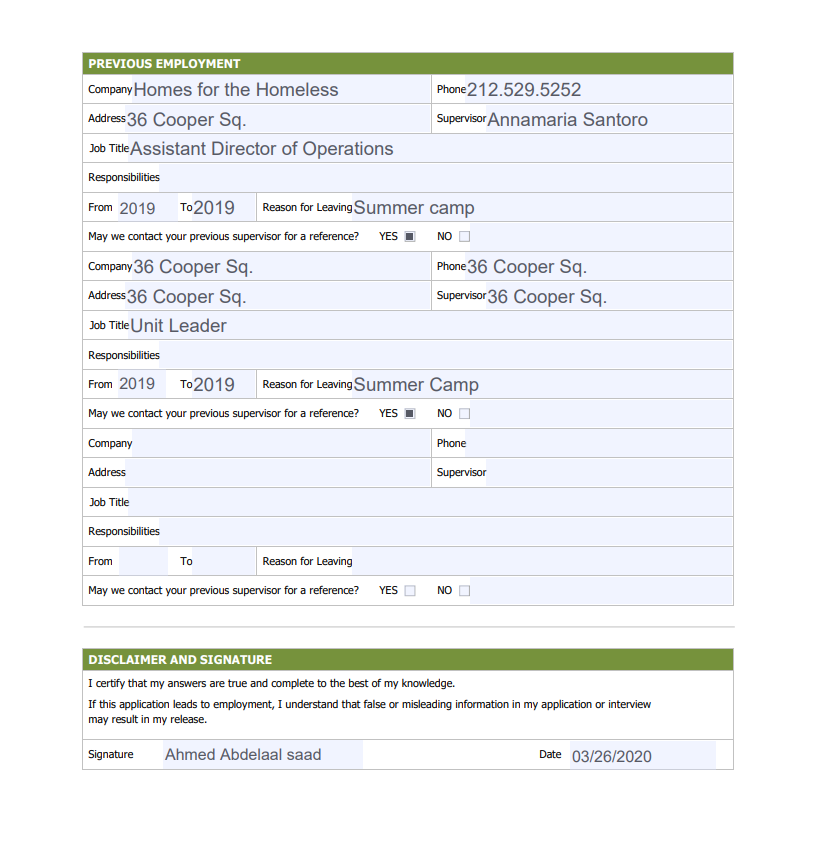 PREVIOUS EMPLOYMENT
Company Homes for the Homeless Phone 212.529.5252
Address 36 Cooper Sq. Supervisor Annamaria Santoro
Job Title Assistant Director of Operations
Responsibilities
From 2019 To 2019 Reason for Leaving Summer camp
May we contact your previous supervisor for a reference? YES NO
Company 36 Cooper Sq. Phone 36 Cooper Sq.
Address 36 Cooper Sq. Supervisor 36 Cooper Sq.
Job Title Unit Leader
Responsibilities
From 2019 To 2019 Reason for Leaving Summer Camp
May we contact your previous supervisor for a reference? YES NO
Company Phone
Address Supervisor
Job Title
Responsibilities
From To Reason for Leaving
May we contact your previous supervisor for a reference? YES NO
DISCLAIMER AND SIGNATURE
I certify that my answers are true and complete to the best of my knowledge.
If this application leads to employment, I understand that false or misleading information in my application or interview
may result in my release.
Signature Ahmed Abdelaal saad Date 03/26/2020